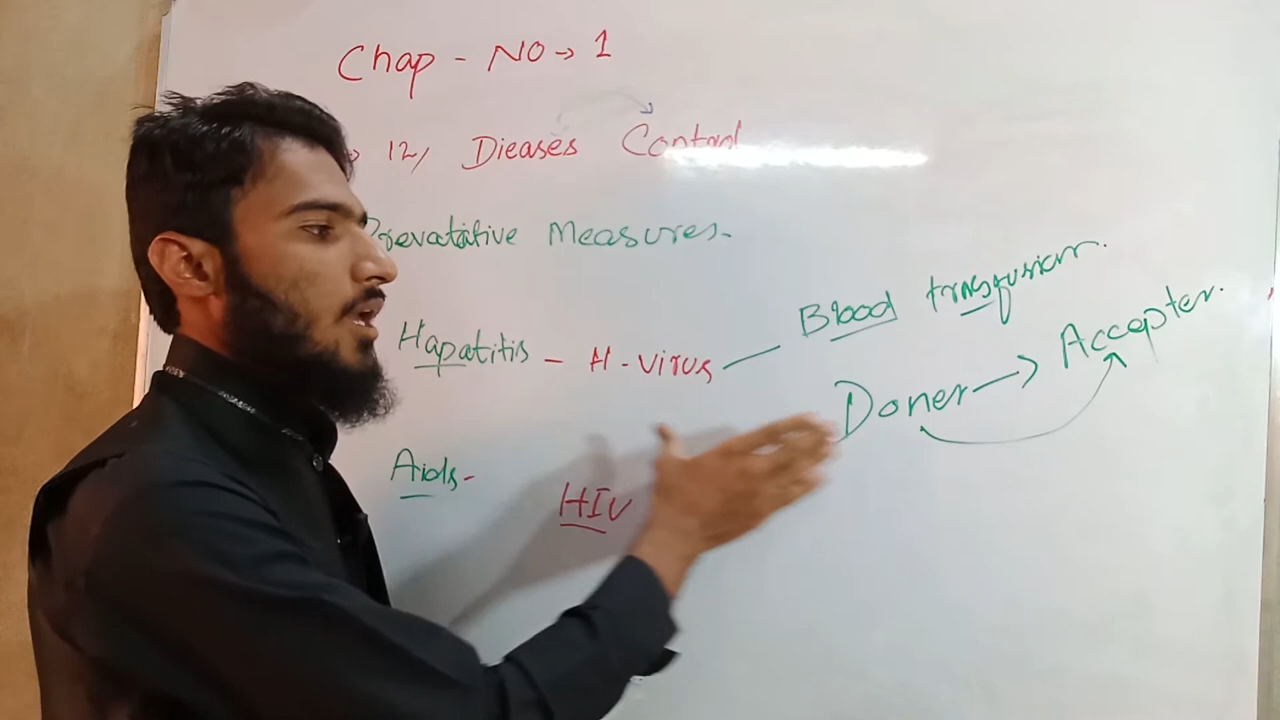 Chap - NO → 1
12/ Dieases Control
Prevatative Measures.
Hapatitis - H-virus — Blood transfusion.
Doner → Accepter.
Aids-
HIV